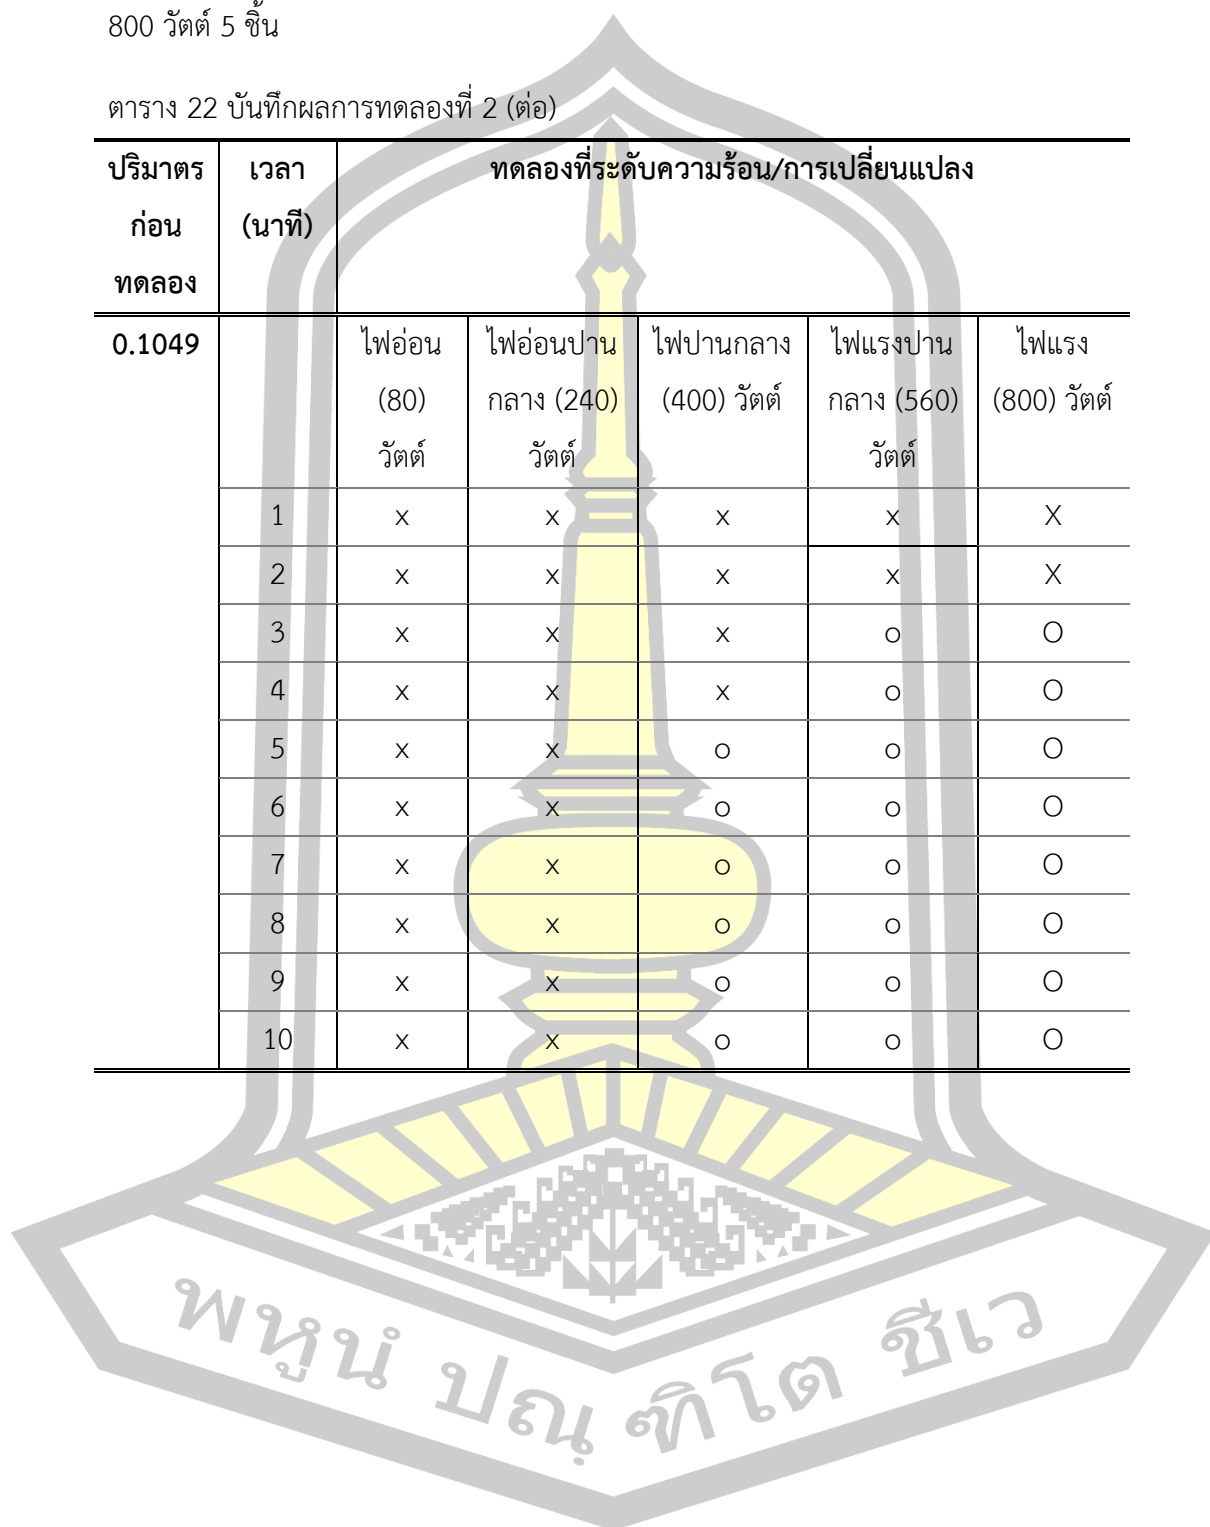 800 วัตต์ 5 ชิ้น
ตาราง 22 บันทึกผลการทดลองที่ 2 (ต่อ)
ปริมาตร เวลา ทดลองที่ระดับความร้อน/การเปลี่ยนแปลง
ก่อน (นาที)
ทดลอง
0.1049 ไฟอ่อน ไฟอ่อนปาน ไฟปานกลาง ไฟแรงปาน ไฟแรง
(80) กลาง (240) (400) วัตต์ กลาง (560) (800) วัตต์
วัตต์ วัตต์ วัตต์
1 x x x x X
2 x x x x X
3 x x x o O
4 x x x o O
5 x x o o O
6 x x o o O
7 x x o o O
8 x x o o O
9 x x o o O
10 x x o o O
พหูนํ ปณฺฑิโต ชีเว